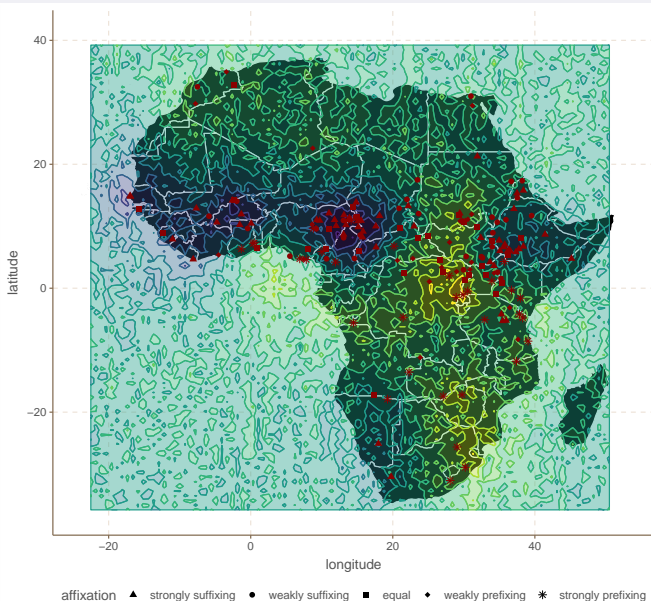 40
20
0
−20
latitude
−20
0
20
40
longitude
affixation strongly suffixing weakly suffixing equal weakly prefixing strongly prefixing